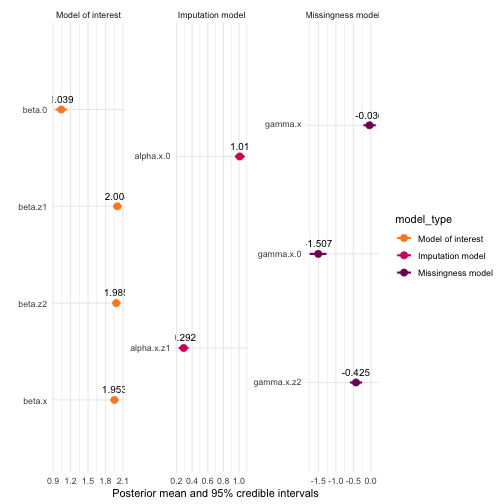 Model of interest
Imputation model
Missingness model
beta.0
beta.z1
beta.z2
beta.x
.039
2.00
1.98
1.953
0.9 1.2 1.5 1.8 2.1
alpha.x.0
alpha.x.z1
1.01
.292
0.2 0.4 0.6 0.8 1.0
gamma.x
gamma.x.0
gamma.x.z2
-0.03
1.507
-0.425
-1.5 -1.0 -0.5 0.0
Posterior mean and 95% credible intervals
model_type
Model of interest
Imputation model
Missingness model